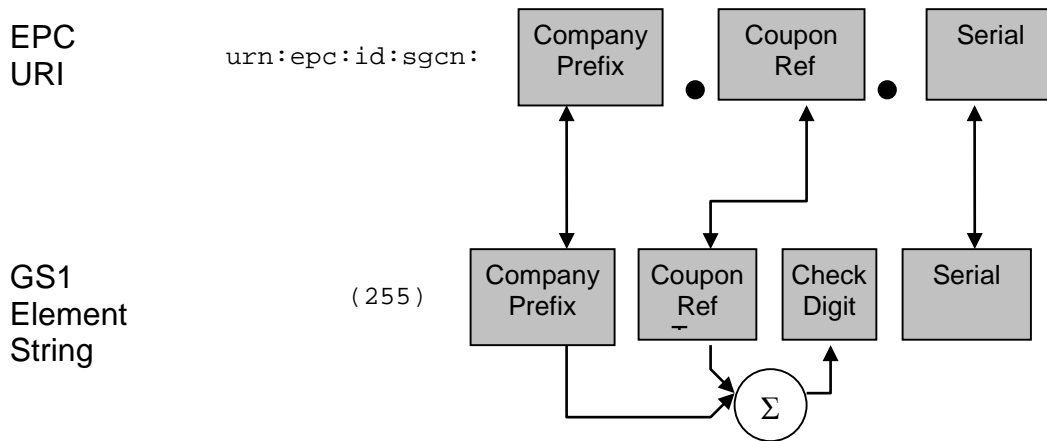 EPC
URI
urn:epc:id:sgcn:
Company
Prefix
Coupon
Ref
Serial
GS1
Element
String
(255)
Company
Prefix
Coupon
Ref
Check
Digit
Serial
Σ